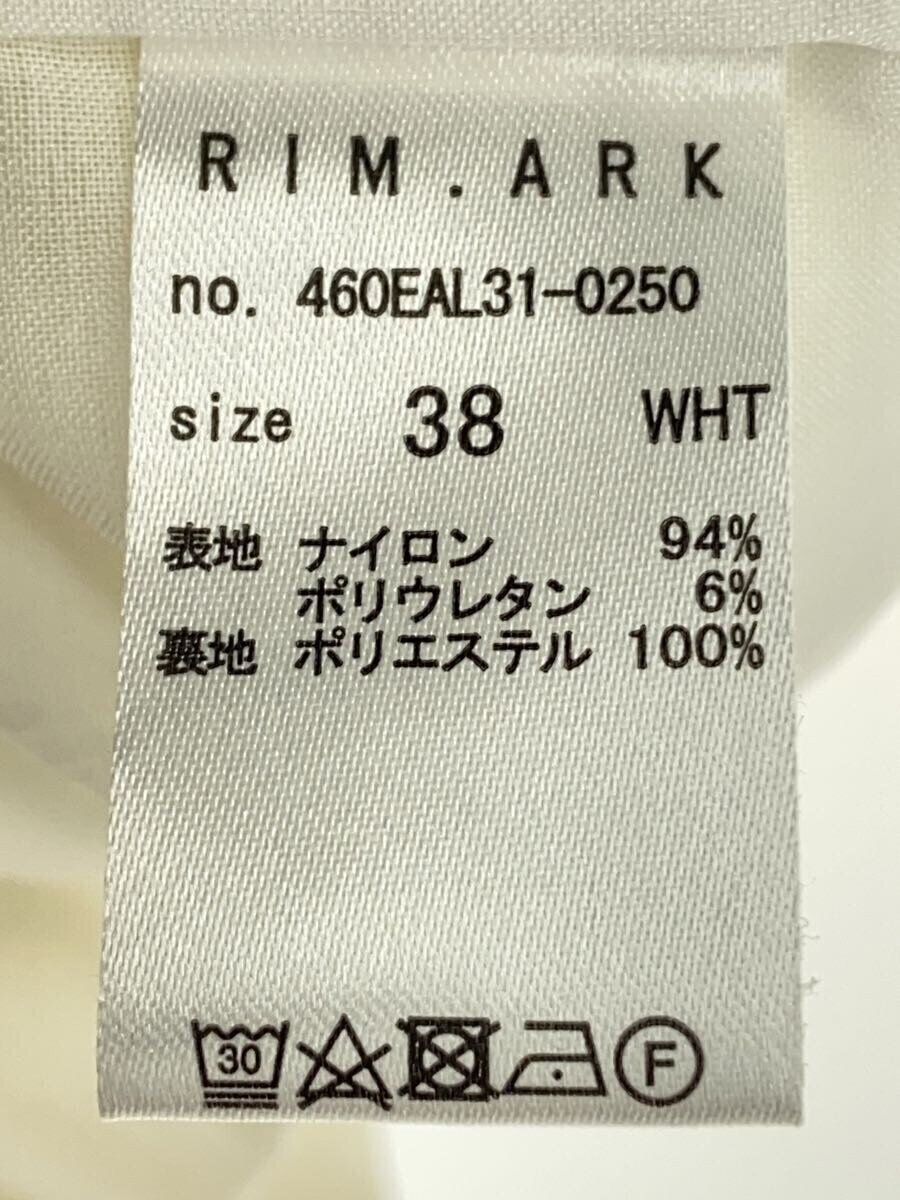 RIM.ARK
no. 460EAL31-0250
size 38 WHT
表地 ナイロン 94%
ポリウレタン 6%
裏地 ポリエステル 100%
30 F